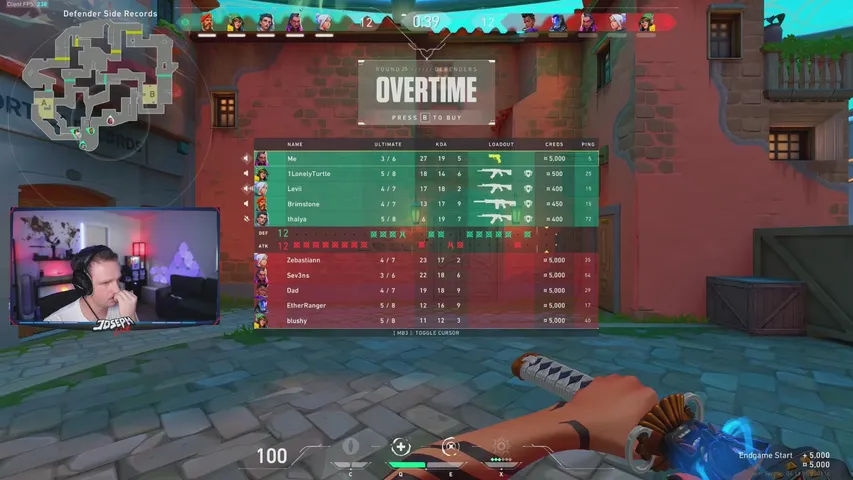 Client FPS
Defender Side Records
12 0:39 12
ROUND 25 DEFENDERS
OVERTIME
PRESS B TO BUY
NAME ULTIMATE KDA LOADOUT CREDS PING
Me 3 / 6 27 19 5 5,000 5
1LonelyTurtle 5 / 8 18 14 6 500 25
Levii 4 / 7 17 18 2 400 15
Brimstone 4 / 7 13 17 9 450 15
thalya 5 / 8 6 19 7 400 72
DEF 12
ATK 12
Zebastiann 4 / 7 23 17 2 5,000 35
Sev3ns 3 / 6 22 18 6 5,000 54
Dad 4 / 7 19 18 9 5,000 29
EtherRanger 5 / 8 12 16 9 5,000 17
blushy 5 / 8 11 12 3 5,000 40
[ MB3 ] TOGGLE CURSOR
A
B
JOSEPH
100
C Q E X
Endgame Start + 5,000
5,000